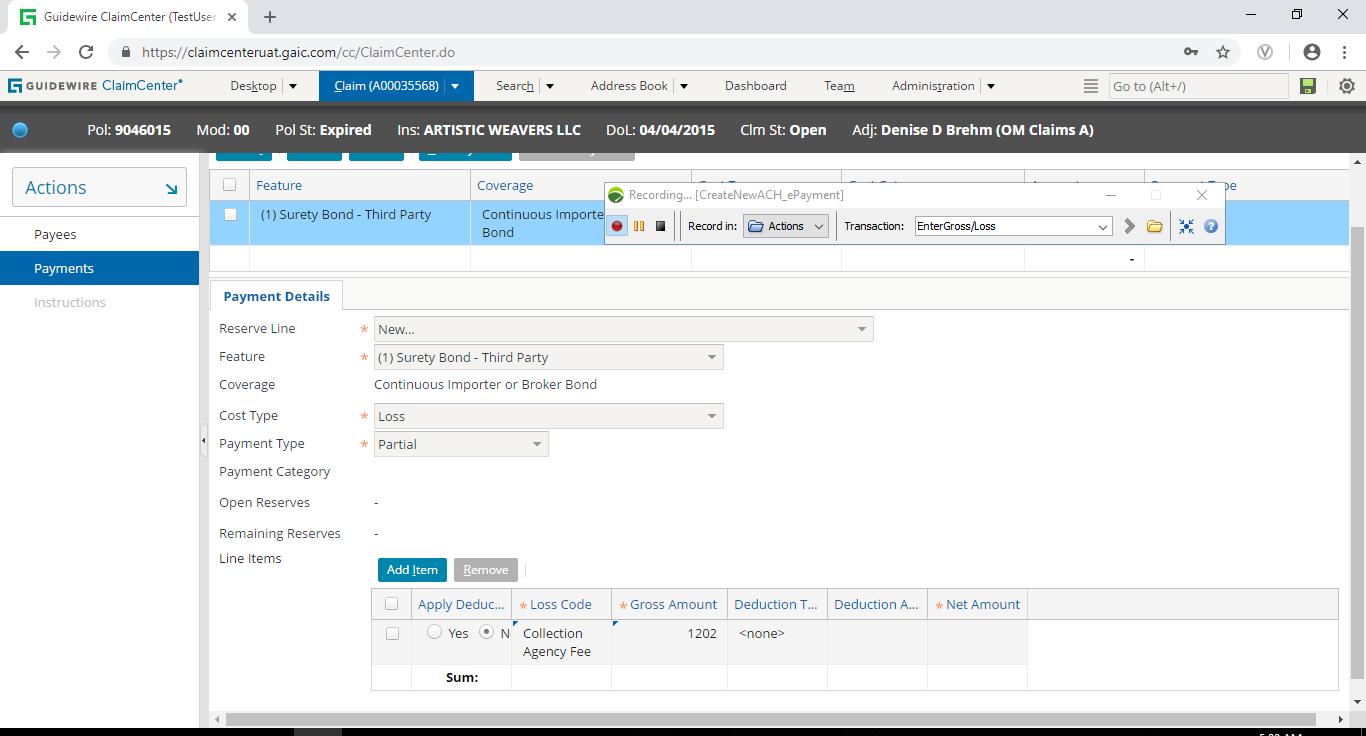 Guidewire ClaimCenter (TestUser
https://claimcenteruat.gaic.com/cc/ClaimCenter.do
GUIDEWIRE ClaimCenter® Desktop Claim (A00035568) Search Address Book Dashboard Team Administration Go to (Alt+/)
Pol: 9046015 Mod: 00 Pol St: Expired Ins: ARTISTIC WEAVERS LLC DoL: 04/04/2015 Clm St: Open Adj: Denise D Brehm (OM Claims A)
Actions
Payees
Payments
Instructions
Feature Coverage
Recording... [CreateNewACH_ePayment]
Record in: Actions Transaction: EnterGross/Loss
(1) Surety Bond - Third Party Continuous Importe
Bond
-
Payment Details
Reserve Line * New...
Feature * (1) Surety Bond - Third Party
Coverage Continuous Importer or Broker Bond
Cost Type * Loss
Payment Type * Partial
Payment Category
Open Reserves -
Remaining Reserves -
Line Items
Add Item Remove
Apply Deduc... * Loss Code * Gross Amount Deduction T... Deduction A... * Net Amount
Yes N Collection 1202 <none>
Agency Fee
Sum: